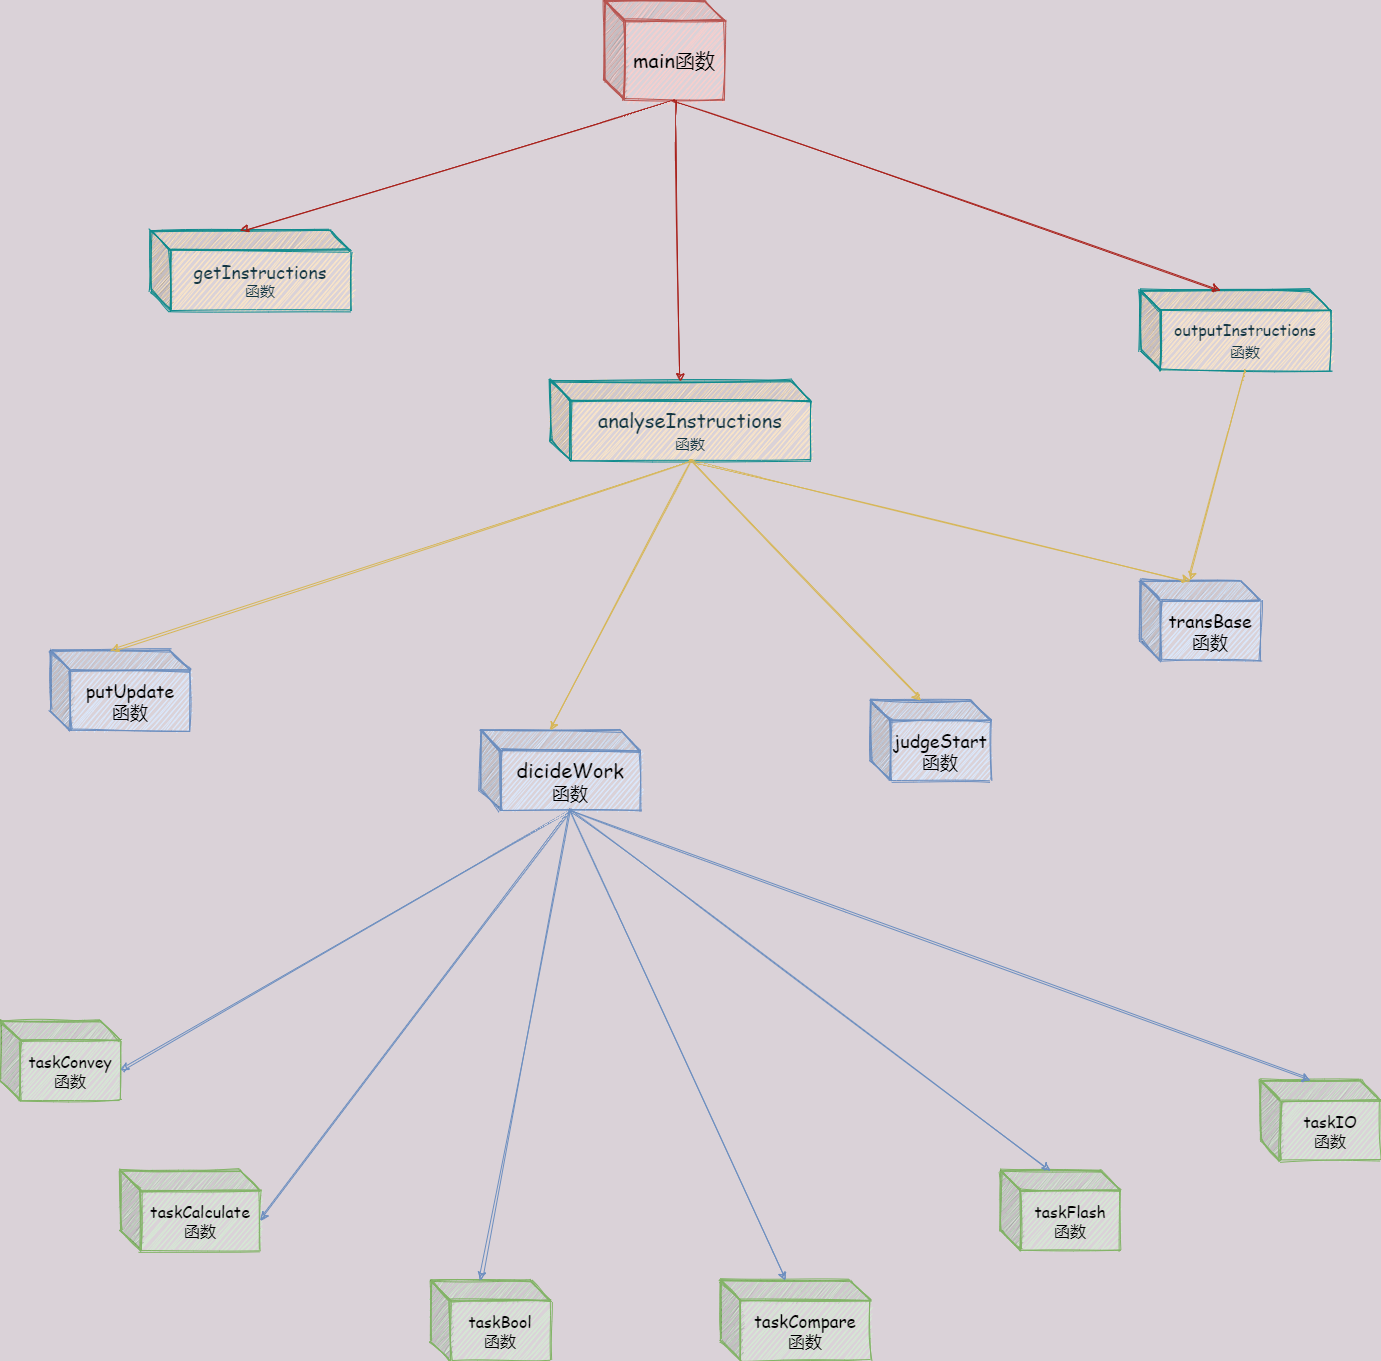 main函数
getInstructions
函数
outputInstructions
函数
analyseInstructions
函数
transBase
函数
putUpdate
函数
judgeStart
函数
dicideWork
函数
taskConvey
函数
taskIO
函数
taskCalculate
函数
taskFlash
函数
taskBool
函数
taskCompare
函数